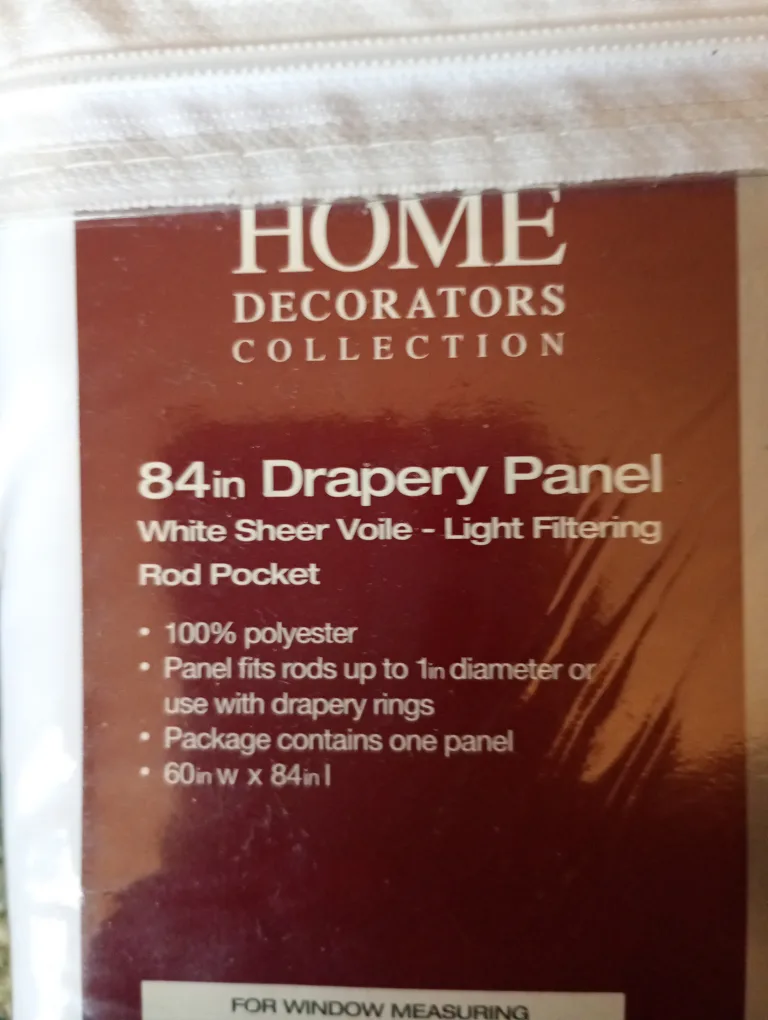 HOME
DECORATORS
COLLECTION
84in Drapery Panel
White Sheer Voile - Light Filtering
Rod Pocket
• 100% polyester
• Panel fits rods up to 1in diameter or
use with drapery rings
• Package contains one panel
• 60in w x 84in l
FOR WINDOW MEASURING